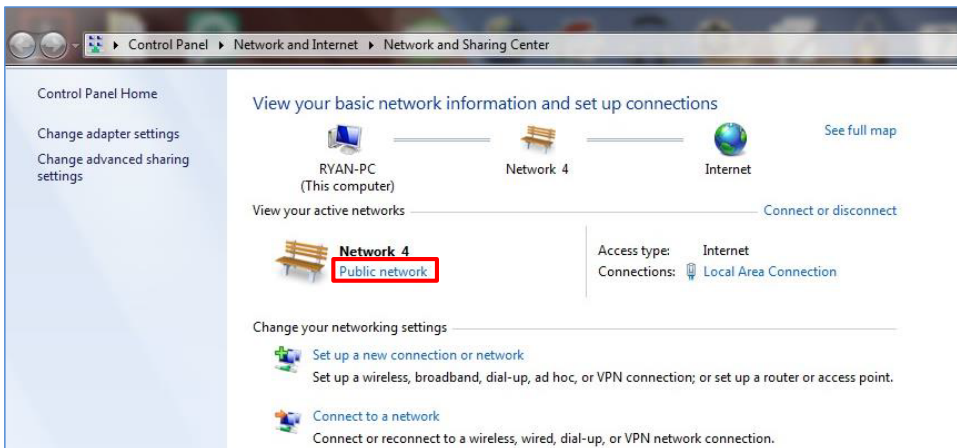 Control Panel ▸ Network and Internet ▸ Network and Sharing Center
Control Panel Home
Change adapter settings
Change advanced sharing
settings
View your basic network information and set up connections
See full map
RYAN-PC
(This computer)
Network 4
Internet
View your active networks
Connect or disconnect
Network 4
Public network
Access type: Internet
Connections: Local Area Connection
Change your networking settings
Set up a new connection or network
Set up a wireless, broadband, dial-up, ad hoc, or VPN connection; or set up a router or access point.
Connect to a network
Connect or reconnect to a wireless, wired, dial-up, or VPN network connection.